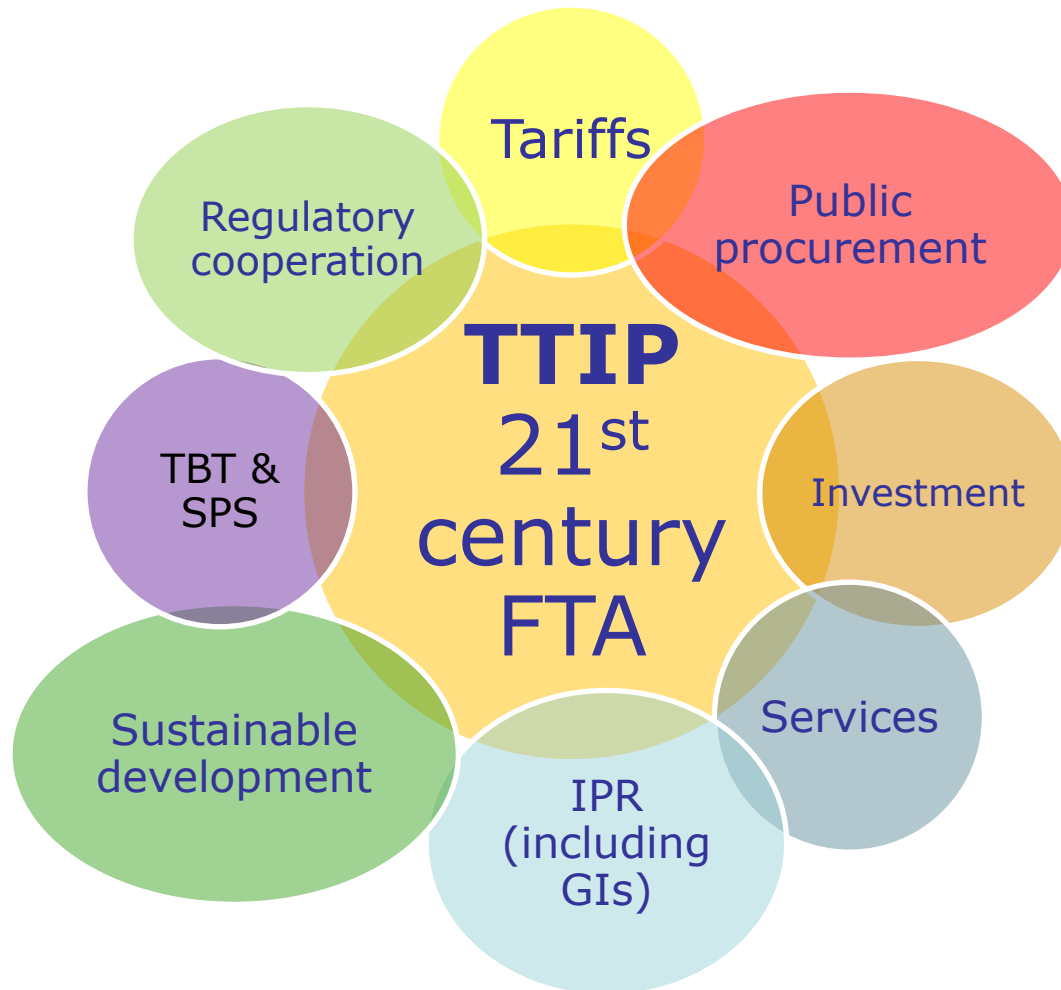 Tariffs
Public
procurement
Regulatory
cooperation
TTIP
21st
century
FTA
TBT &
SPS
Investment
Services
Sustainable
development
IPR
(including
GIs)